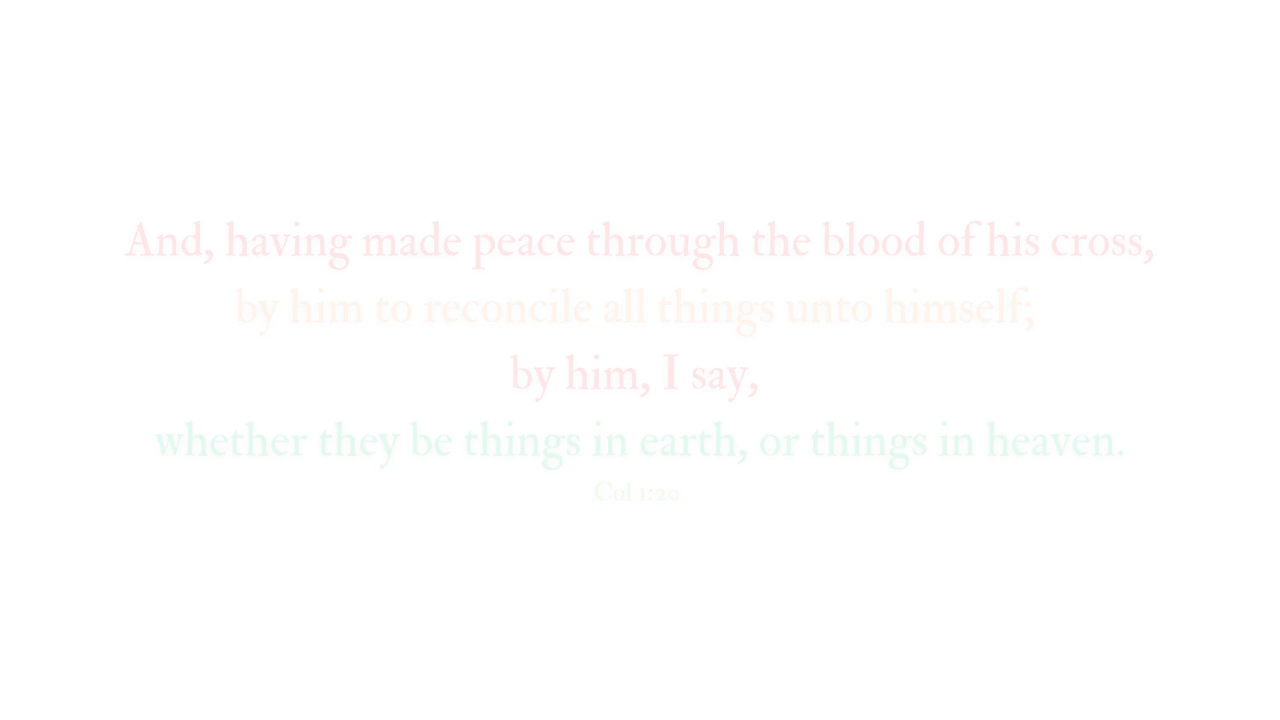 And, having made peace through the blood of his cross,
by him to reconcile all things unto himself;
by him, I say,
whether they be things in earth, or things in heaven.
Col 1:20